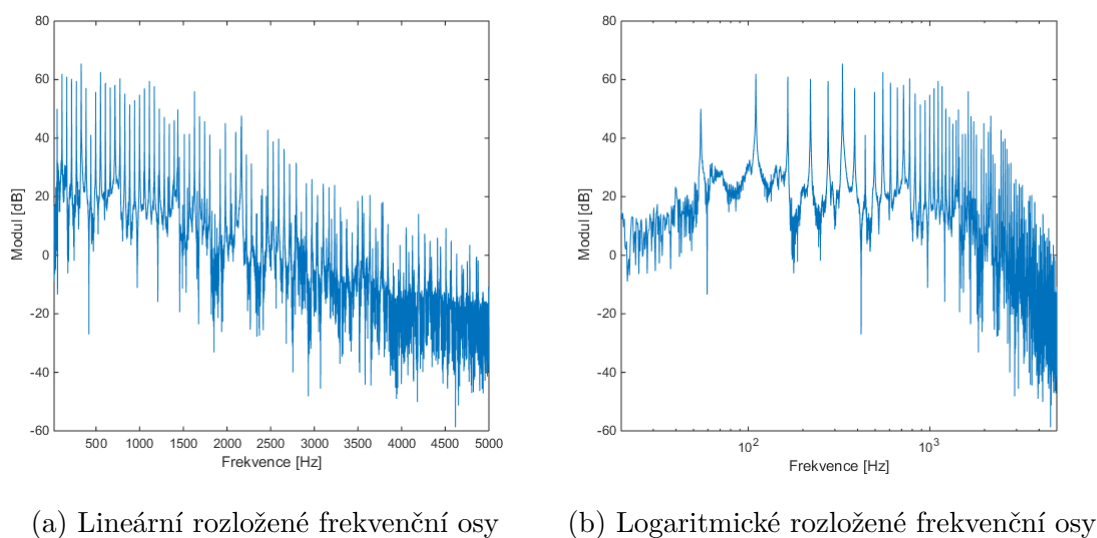 80
60
40
20
0
-20
-40
-60
Modul [dB]
500 1000 1500 2000 2500 3000 3500 4000 4500 5000
Frekvence [Hz]
(a) Lineární rozložené frekvenční osy
80
60
40
20
0
-20
-40
-60
Modul [dB]
10² 10³
Frekvence [Hz]
(b) Logaritmické rozložené frekvenční osy